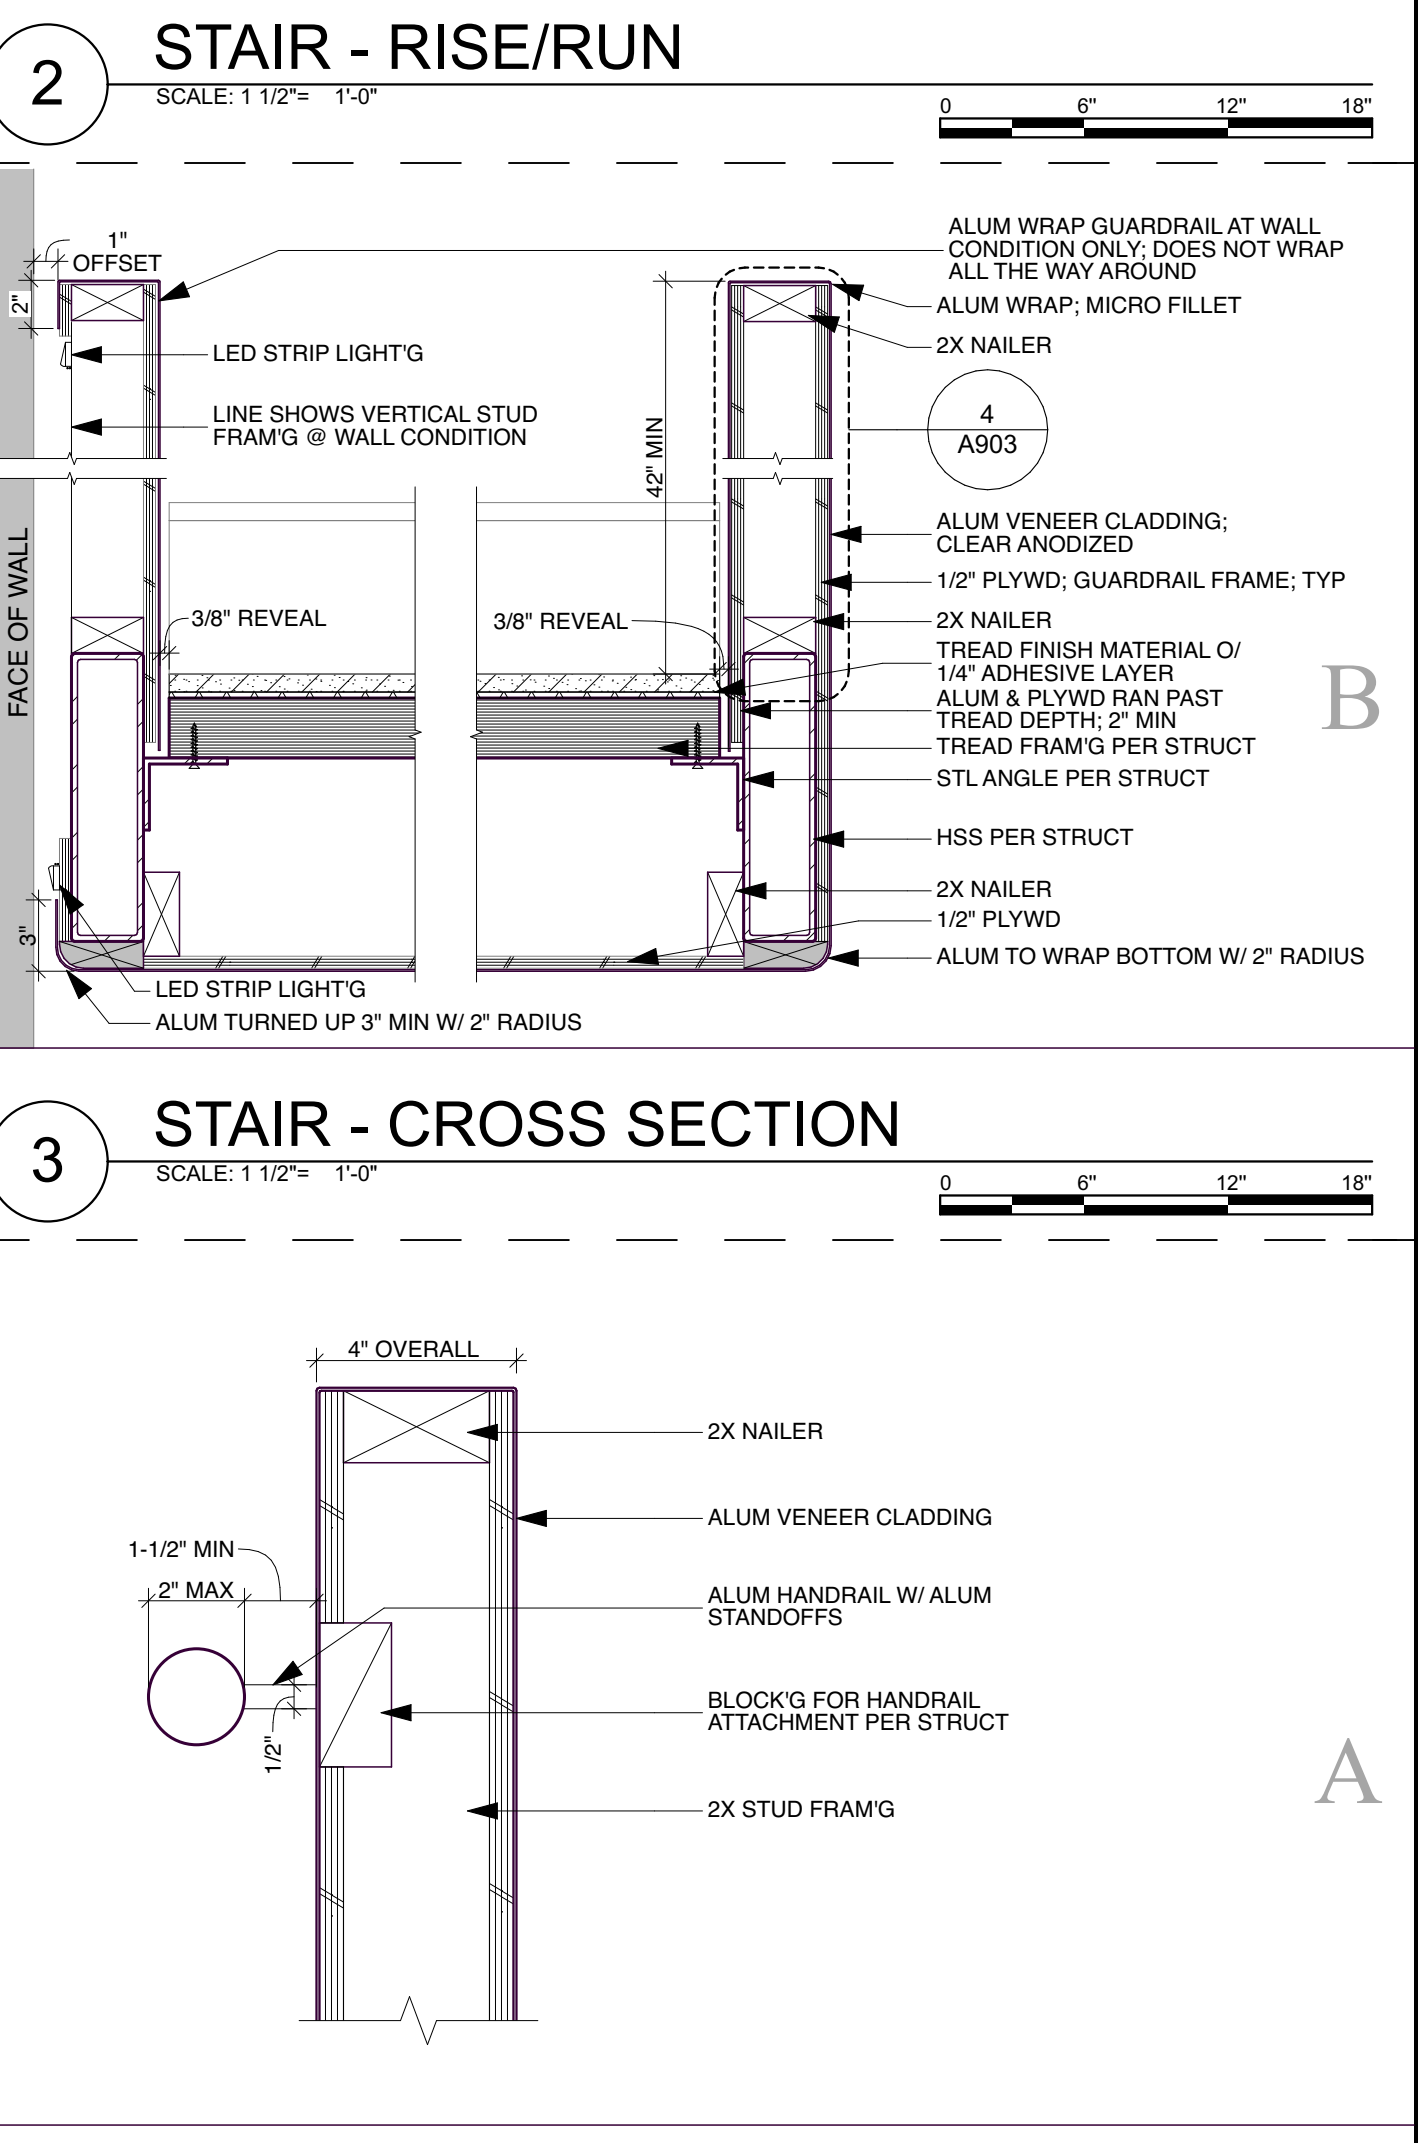 2
STAIR - RISE/RUN
SCALE: 1 1/2"= 1'-0"
0 6" 12" 18"
1"
OFFSET
2"
ALUM WRAP GUARDRAIL AT WALL
CONDITION ONLY; DOES NOT WRAP
ALL THE WAY AROUND
ALUM WRAP; MICRO FILLET
2X NAILER
LED STRIP LIGHT'G
LINE SHOWS VERTICAL STUD
FRAM'G @ WALL CONDITION
42" MIN
4
A903
FACE OF WALL
ALUM VENEER CLADDING;
CLEAR ANODIZED
1/2" PLYWD; GUARDRAIL FRAME; TYP
3/8" REVEAL
3/8" REVEAL
2X NAILER
TREAD FINISH MATERIAL O/
1/4" ADHESIVE LAYER
ALUM & PLYWD RAN PAST
TREAD DEPTH; 2" MIN
TREAD FRAM'G PER STRUCT
STL ANGLE PER STRUCT
B
HSS PER STRUCT
2X NAILER
1/2" PLYWD
3"
ALUM TO WRAP BOTTOM W/ 2" RADIUS
LED STRIP LIGHT'G
ALUM TURNED UP 3" MIN W/ 2" RADIUS
3
STAIR - CROSS SECTION
SCALE: 1 1/2"= 1'-0"
0 6" 12" 18"
4" OVERALL
2X NAILER
ALUM VENEER CLADDING
1-1/2" MIN
2" MAX
ALUM HANDRAIL W/ ALUM
STANDOFFS
1/2"
BLOCK'G FOR HANDRAIL
ATTACHMENT PER STRUCT
A
2X STUD FRAM'G